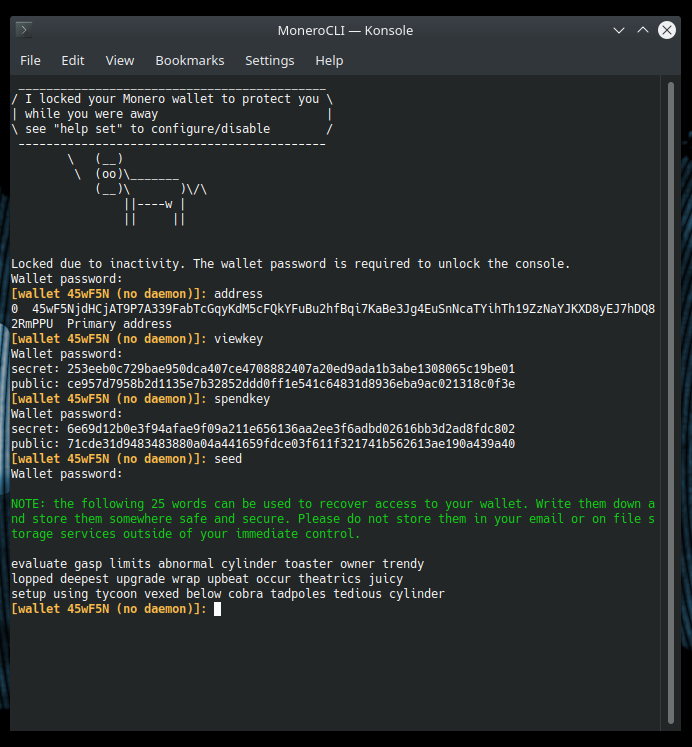 MoneroCLI — Konsole
File Edit View Bookmarks Settings Help
 ___________________________________________
/ I locked your Monero wallet to protect you \
| while you were away                        |
\ see "help set" to configure/disable        /
 -------------------------------------------
        \   (__)
         \  (oo)\_______
            (__)\       )\/\
                ||----w |
                ||     ||
Locked due to inactivity. The wallet password is required to unlock the console.
Wallet password:
[wallet 45wF5N (no daemon)]: address
0  45wF5NjdHCjAT9P7A339FabTcGqyKdM5cFQkYFuBu2hfBqi7KaBe3Jg4EuSnNcaTYihTh19ZzNaYJKXD8yEJ7hDQ8
2RmPPU  Primary address
[wallet 45wF5N (no daemon)]: viewkey
Wallet password:
secret: 253eeb0c729bae950dca407ce4708882407a20ed9ada1b3abe1308065c19be01
public: ce957d7958b2d1135e7b32852ddd0ff1e541c64831d8936eba9ac021318c0f3e
[wallet 45wF5N (no daemon)]: spendkey
Wallet password:
secret: 6e69d12b0e3f94afae9f09a211e656136aa2ee3f6adbd02616bb3d2ad8fdc802
public: 71cde31d9483483880a04a441659fdce03f611f321741b562613ae190a439a40
[wallet 45wF5N (no daemon)]: seed
Wallet password:
NOTE: the following 25 words can be used to recover access to your wallet. Write them down a
nd store them somewhere safe and secure. Please do not store them in your email or on file s
torage services outside of your immediate control.
evaluate gasp limits abnormal cylinder toaster owner trendy
lopped deepest upgrade wrap upbeat occur theatrics juicy
setup using tycoon vexed below cobra tadpoles tedious cylinder
[wallet 45wF5N (no daemon)]: